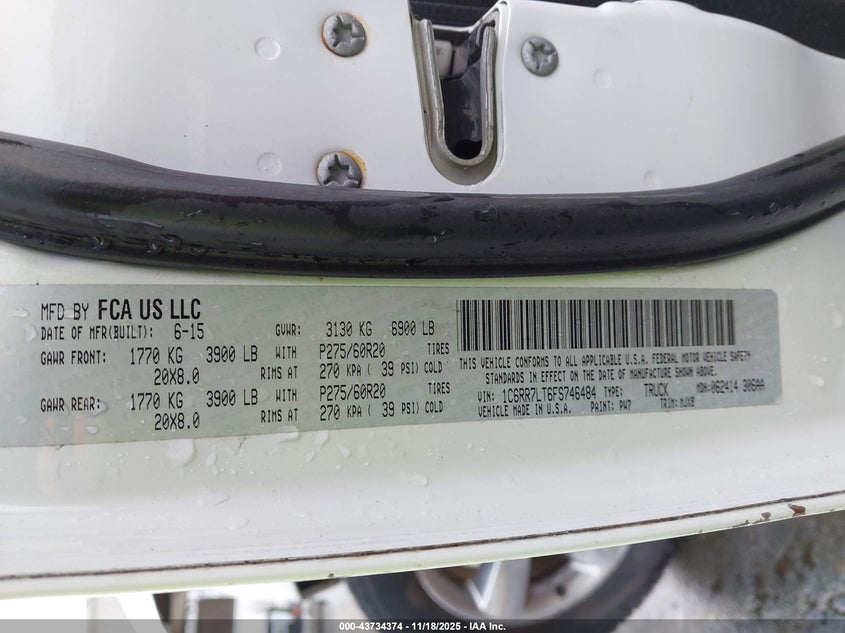 MFD BY FCA US LLC
DATE OF MFR(BUILT): 6-15 GVWR: 3130 KG 6900 LB
GAWR FRONT: 1770 KG 3900 LB WITH P275/60R20 TIRES
20X8.0 RIMS AT 270 KPA ( 39 PSI) COLD
GAWR REAR: 1770 KG 3900 LB WITH P275/60R20 TIRES
20X8.0 RIMS AT 270 KPA ( 39 PSI) COLD
THIS VEHICLE CONFORMS TO ALL APPLICABLE U.S.A. FEDERAL MOTOR VEHICLE SAFETY
STANDARDS IN EFFECT ON THE DATE OF MANUFACTURE SHOWN ABOVE.
VIN: 1C6RR7LT6FS746484 TYPE: TRUCK MDH: 062414 306AA
VEHICLE MADE IN U.S.A. PAINT: PW7 TRIM:
000-43734374 — 11/18/2025 — IAA Inc.